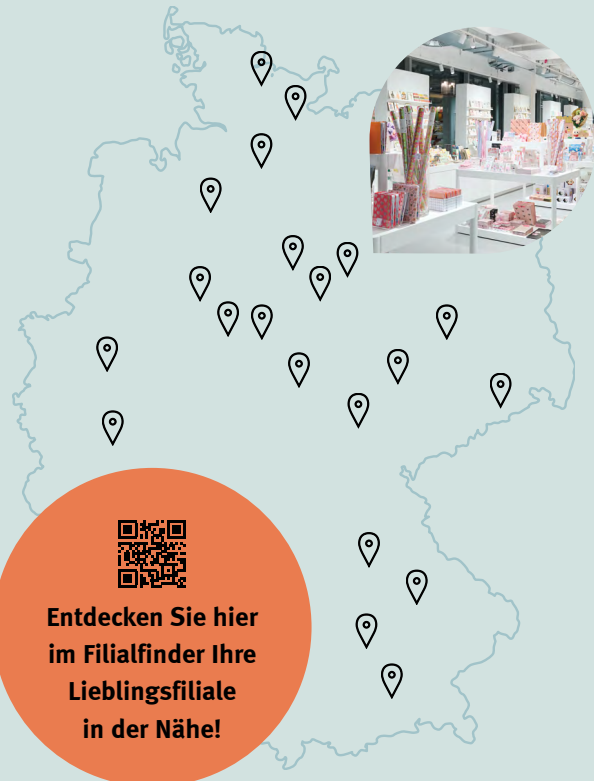 Entdecken Sie hier
im Filialfinder Ihre
Lieblingsfiliale
in der Nähe!